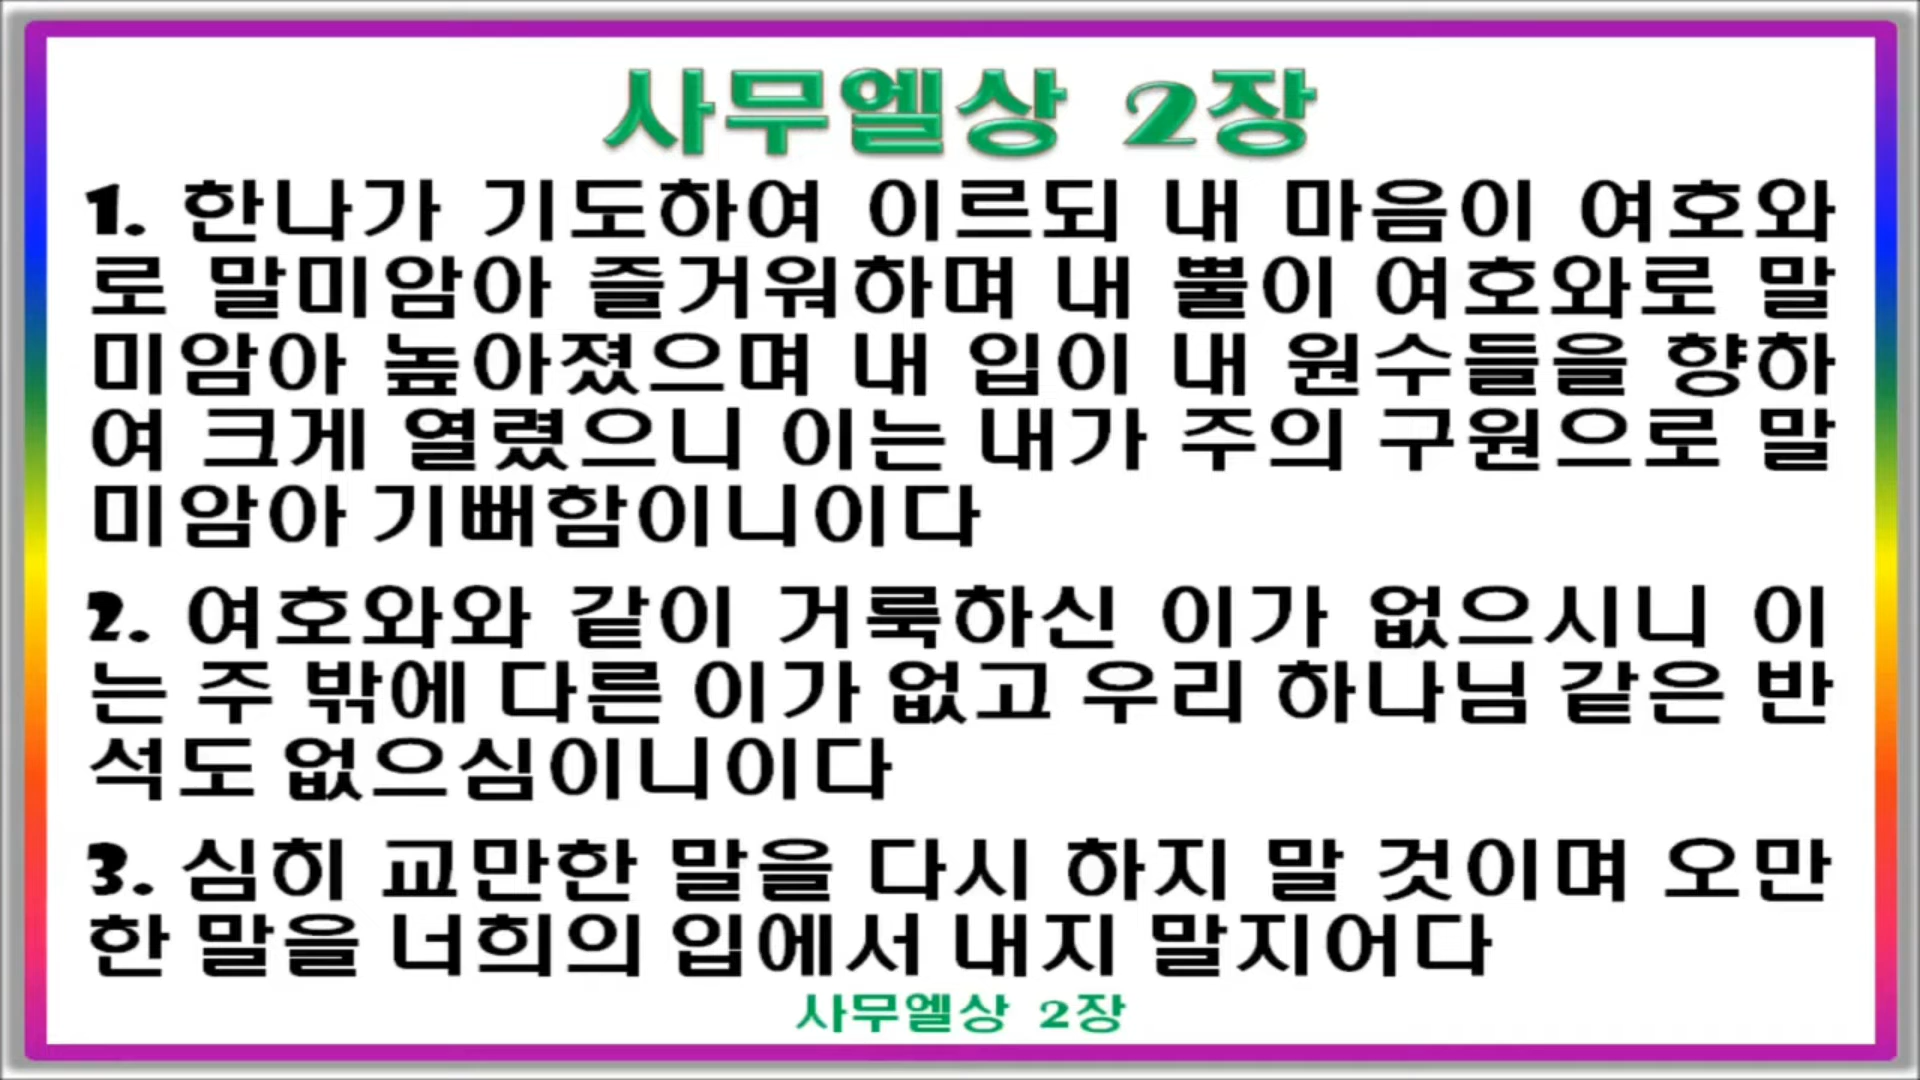 사무엘상 2장
1. 한나가 기도하여 이르되 내 마음이 여호와
로 말미암아 즐거워하며 내 뿔이 여호와로 말
미암아 높아졌으며 내 입이 내 원수들을 향하
여 크게 열렸으니 이는 내가 주의 구원으로 말
미암아 기뻐함이니이다
2. 여호와와 같이 거룩하신 이가 없으시니 이
는 주 밖에 다른 이가 없고 우리 하나님 같은 반
석도 없으심이니이다
3. 심히 교만한 말을 다시 하지 말 것이며 오만
한 말을 너희의 입에서 내지 말지어다
사무엘상 2장